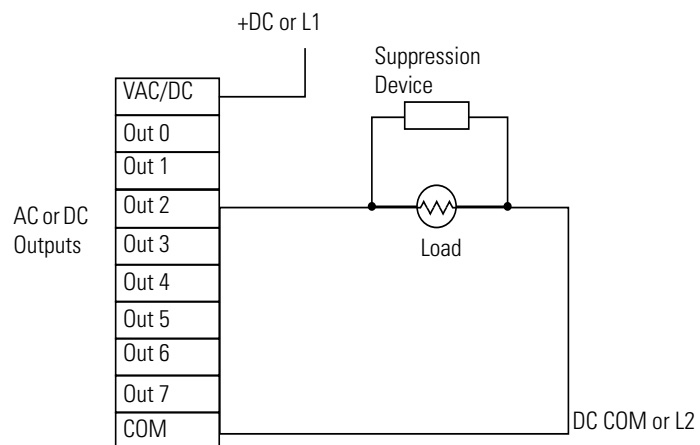 +DC or L1
Suppression
Device
VAC/DC
Out 0
Out 1
Out 2
Out 3
Out 4
Out 5
Out 6
Out 7
COM
AC or DC
Outputs
Load
DC COM or L2